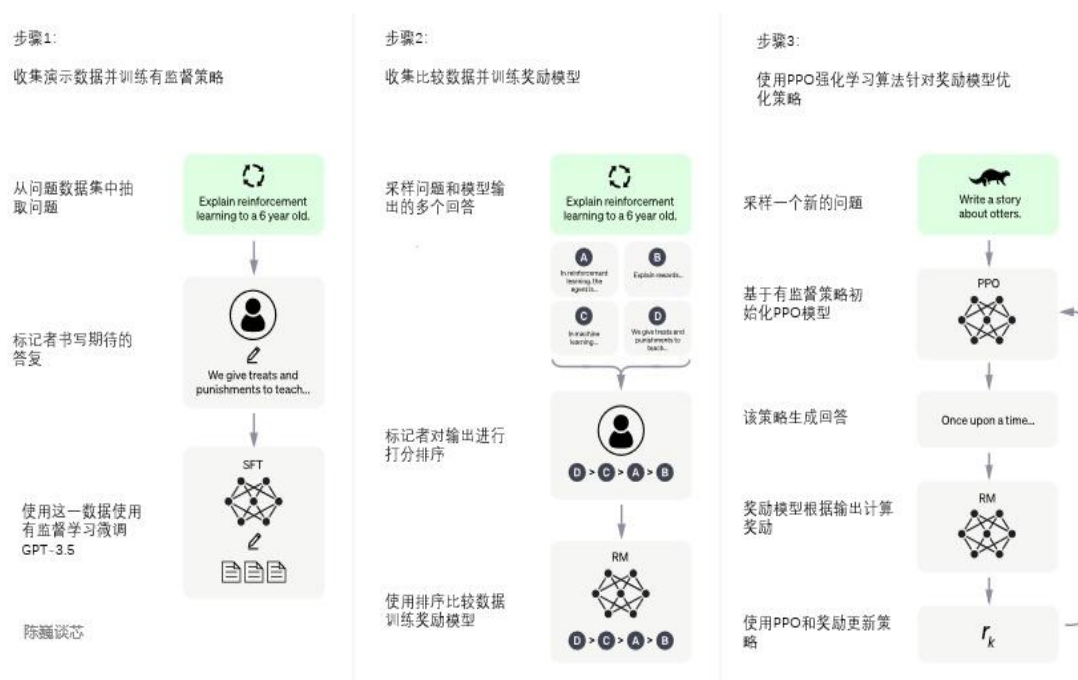 步骤1:
收集演示数据并训练有监督策略
从问题数据集中抽
取问题
Explain reinforcement
learning to a 6 year old.
标记者书写期待的
答复
We give treats and
punishments to teach...
SFT
使用这一数据使用
有监督学习微调
GPT-3.5
陈巍谈芯
步骤2:
收集比较数据并训练奖励模型
采样问题和模型输
出的多个回答
Explain reinforcement
learning to a 6 year old.
A
In reinforcement
learning, the
agent is...
B
Explain rewards...
C
In machine
learning...
D
We give treats and
punishments to
teach...
标记者对输出进行
打分排序
D > C > A > B
RM
使用排序比较数据
训练奖励模型
D > C > A > B
步骤3:
使用PPO强化学习算法针对奖励模型优
化策略
采样一个新的问题
Write a story
about otters.
基于有监督策略初
始化PPO模型
PPO
该策略生成回答
Once upon a time...
奖励模型根据输出计算
奖励
RM
使用PPO和奖励更新策
略
rk